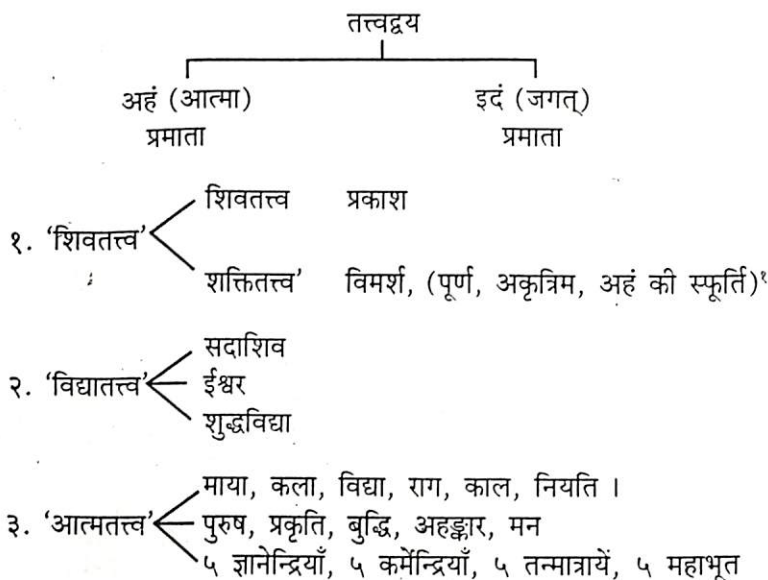 तत्त्वद्वय
अहं (आत्मा) इदं (जगत्)
प्रमाता प्रमाता
शिवतत्त्व प्रकाश
१. ‘शिवतत्त्व’
शक्तितत्त्व’ विमर्श, (पूर्ण, अकृत्रिम, अहं की स्फूर्ति)१
सदाशिव
२. ‘विद्यातत्त्व’ ईश्वर
शुद्धविद्या
माया, कला, विद्या, राग, काल, नियति ।
३. ‘आत्मतत्त्व’ पुरुष, प्रकृति, बुद्धि, अहङ्कार, मन
५ ज्ञानेन्द्रियाँ, ५ कर्मेन्द्रियाँ, ५ तन्मात्रायें, ५ महाभूत